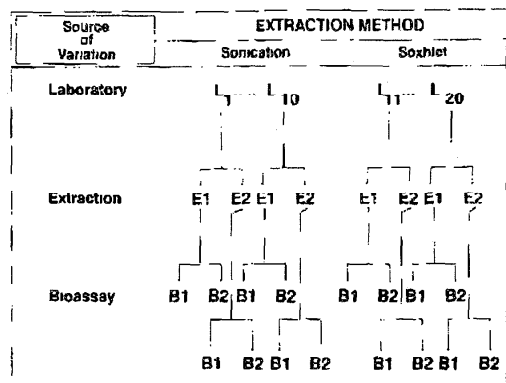 Source of Variation
EXTRACTION METHOD
Sonication Soxhlet
Laboratory L1 L10 L11 L20
Extraction E1 E2 E1 E2 E1 E2 E1 E2
Bioassay B1 B2 B1 B2 B1 B2 B1 B2
B1 B2 B1 B2 B1 B2 B1 B2